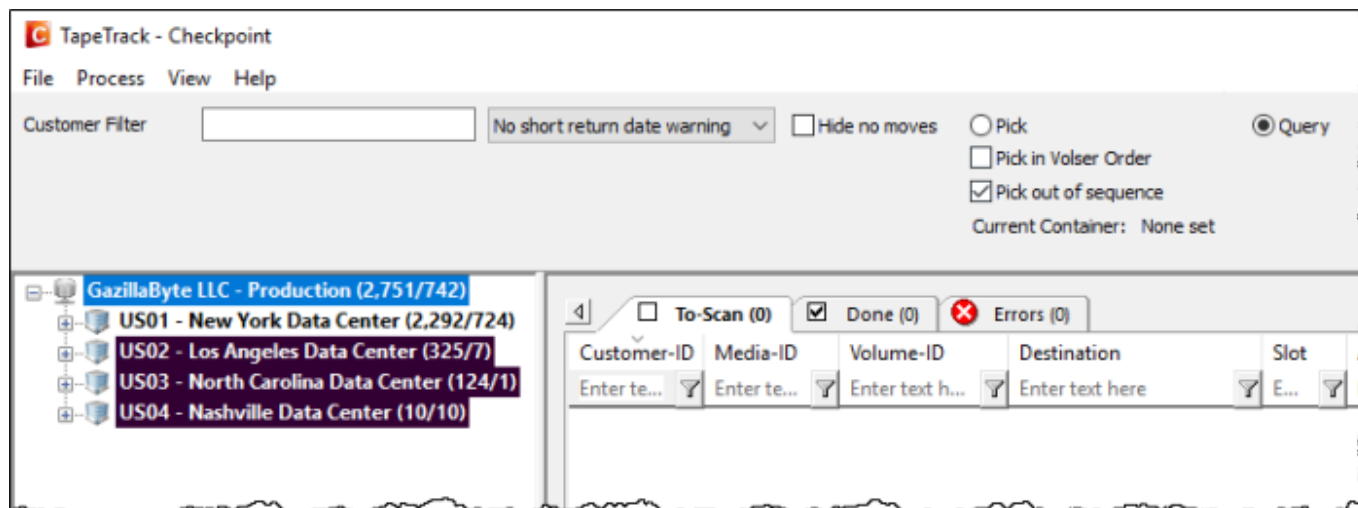 TapeTrack - Checkpoint
File Process View Help
Customer Filter No short return date warning Hide no moves Pick Query
Pick in Volser Order
Pick out of sequence
Current Container: None set
GazillaByte LLC - Production (2,751/742)
US01 - New York Data Center (2,292/724)
US02 - Los Angeles Data Center (325/7)
US03 - North Carolina Data Center (124/1)
US04 - Nashville Data Center (10/10)
To-Scan (0) Done (0) Errors (0)
Customer-ID Media-ID Volume-ID Destination Slot
Enter te... Enter te... Enter text h... Enter text here E...